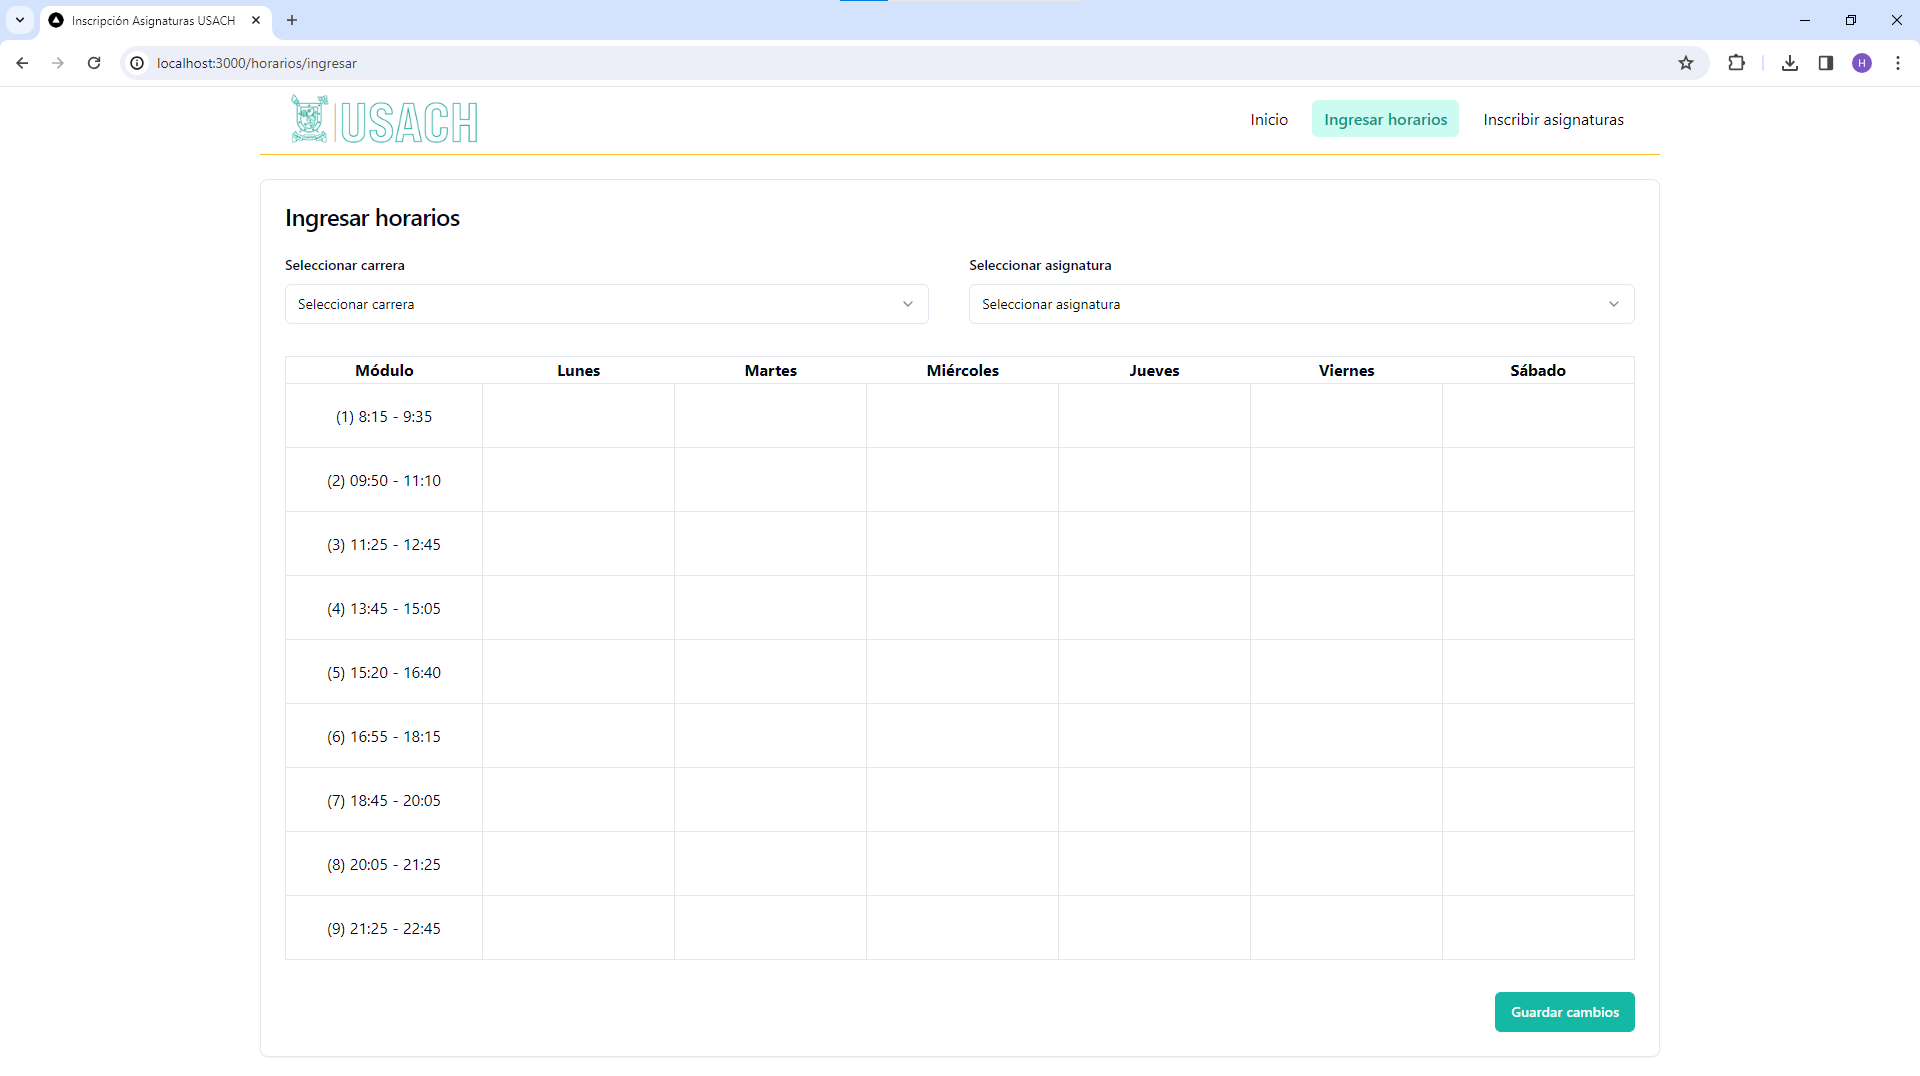 Inscripción Asignaturas USACH
localhost:3000/horarios/ingresar
H
USACH
Inicio
Ingresar horarios
Inscribir asignaturas
Ingresar horarios
Seleccionar carrera
Seleccionar asignatura
Seleccionar carrera
Seleccionar asignatura
Módulo Lunes Martes Miércoles Jueves Viernes Sábado
(1) 8:15 - 9:35
(2) 09:50 - 11:10
(3) 11:25 - 12:45
(4) 13:45 - 15:05
(5) 15:20 - 16:40
(6) 16:55 - 18:15
(7) 18:45 - 20:05
(8) 20:05 - 21:25
(9) 21:25 - 22:45
Guardar cambios